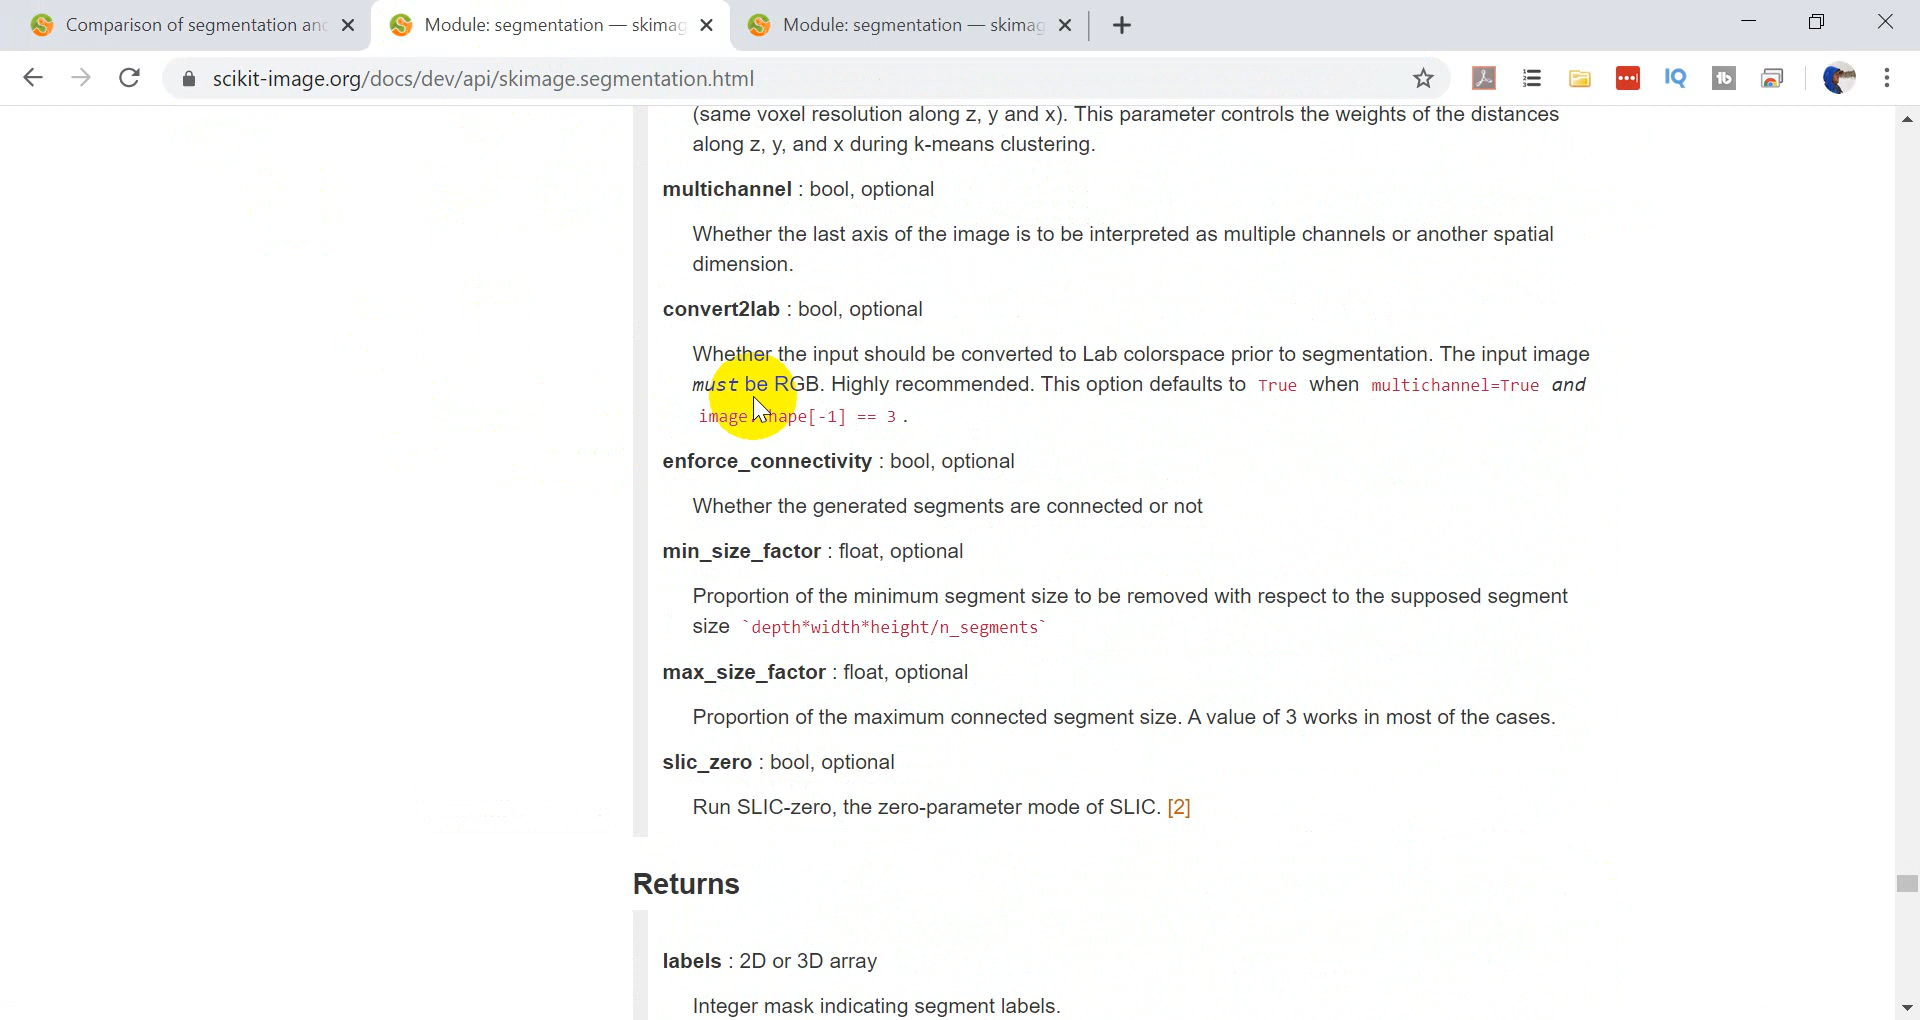 Comparison of segmentation an
Module: segmentation — skimag
Module: segmentation — skimag
scikit-image.org/docs/dev/api/skimage.segmentation.html
IQ
tb
(same voxel resolution along z, y and x). This parameter controls the weights of the distances
along z, y, and x during k-means clustering.
multichannel : bool, optional
Whether the last axis of the image is to be interpreted as multiple channels or another spatial
dimension.
convert2lab : bool, optional
Whether the input should be converted to Lab colorspace prior to segmentation. The input image
must be RGB. Highly recommended. This option defaults to True when multichannel=True and
image.shape[-1] == 3 .
enforce_connectivity : bool, optional
Whether the generated segments are connected or not
min_size_factor : float, optional
Proportion of the minimum segment size to be removed with respect to the supposed segment
size `depth*width*height/n_segments`
max_size_factor : float, optional
Proportion of the maximum connected segment size. A value of 3 works in most of the cases.
slic_zero : bool, optional
Run SLIC-zero, the zero-parameter mode of SLIC. [2]
Returns
labels : 2D or 3D array
Integer mask indicating segment labels.